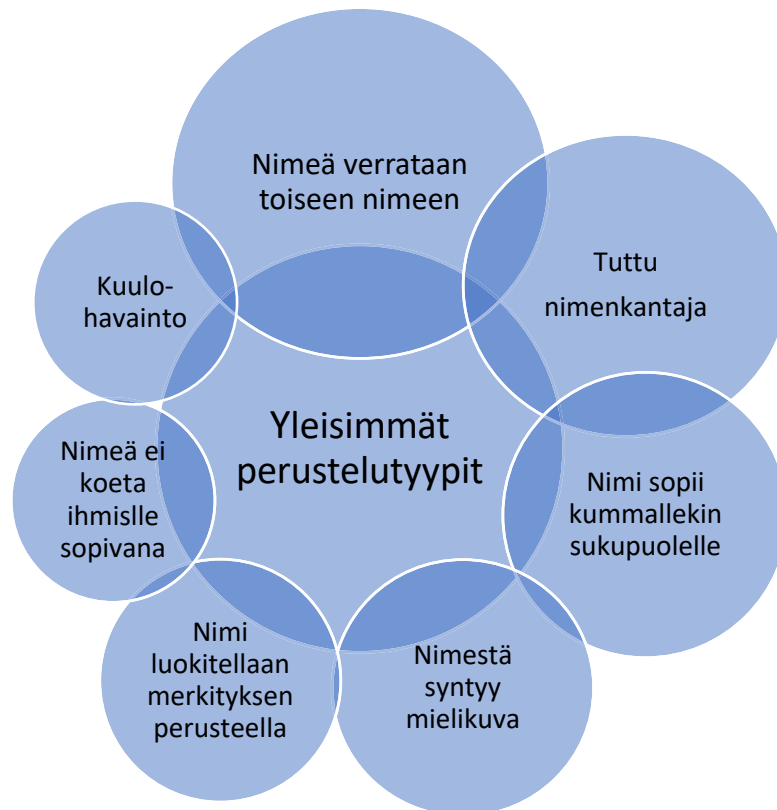 Nimeä verrataan
toiseen nimeen
Tuttu
nimenkantaja
Nimi sopii
kummallekin
sukupuolelle
Nimestä
syntyy
mielikuva
Nimi
luokitellaan
merkityksen
perusteella
Nimeä ei
koeta
ihmislle
sopivana
Kuulo-
havainto
Yleisimmät
perustelutyypit